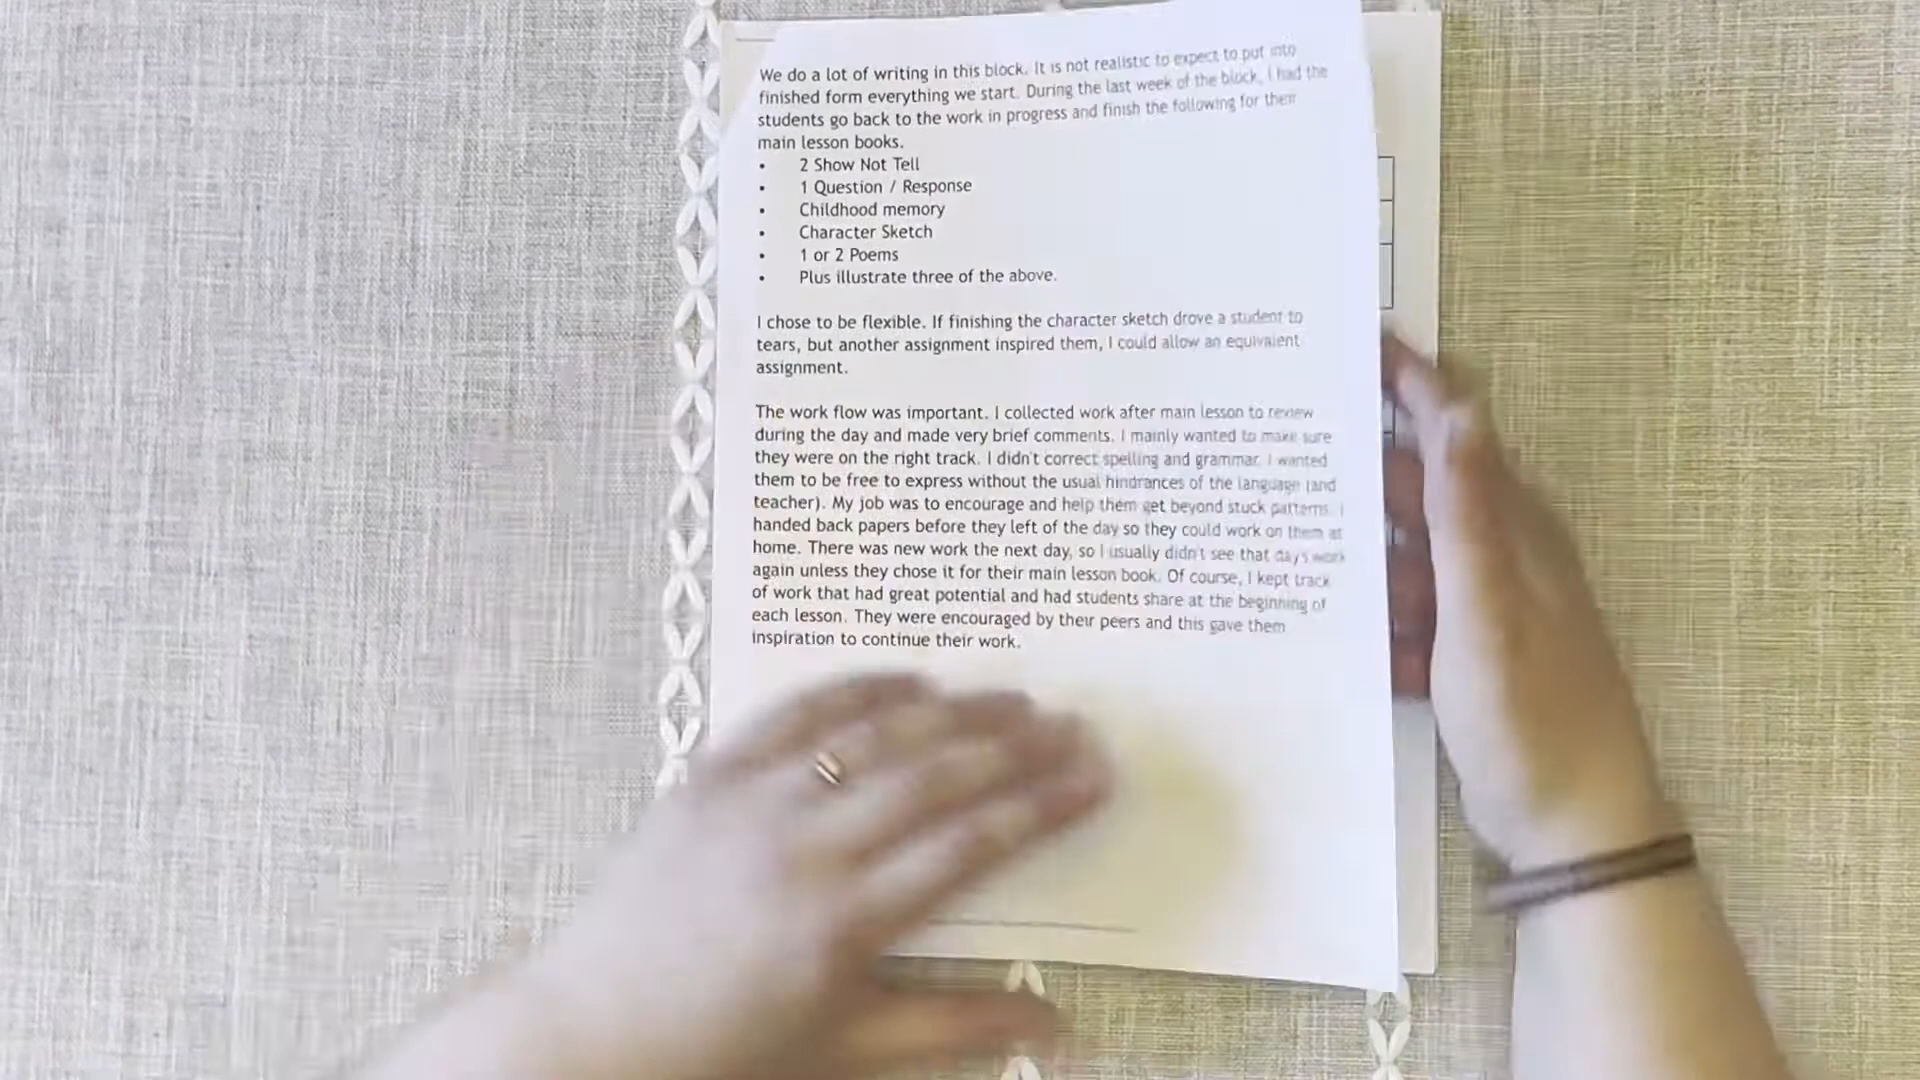 We do a lot of writing in this block. It is not realistic to expect to put into
finished form everything we start. During the last week of the block, I had the
students go back to the work in progress and finish the following for their
main lesson books.
• 2 Show Not Tell
• 1 Question / Response
• Childhood memory
• Character Sketch
• 1 or 2 Poems
• Plus illustrate three of the above.
I chose to be flexible. If finishing the character sketch drove a student to
tears, but another assignment inspired them, I could allow an equivalent
assignment.
The work flow was important. I collected work after main lesson to review
during the day and made very brief comments. I mainly wanted to make sure
they were on the right track. I didn't correct spelling and grammar. I wanted
them to be free to express without the usual hindrances of the language (and
teacher). My job was to encourage and help them get beyond stuck patterns. I
handed back papers before they left of the day so they could work on them at
home. There was new work the next day, so I usually didn't see that day's work
again unless they chose it for their main lesson book. Of course, I kept track
of work that had great potential and had students share at the beginning of
each lesson. They were encouraged by their peers and this gave them
inspiration to continue their work.